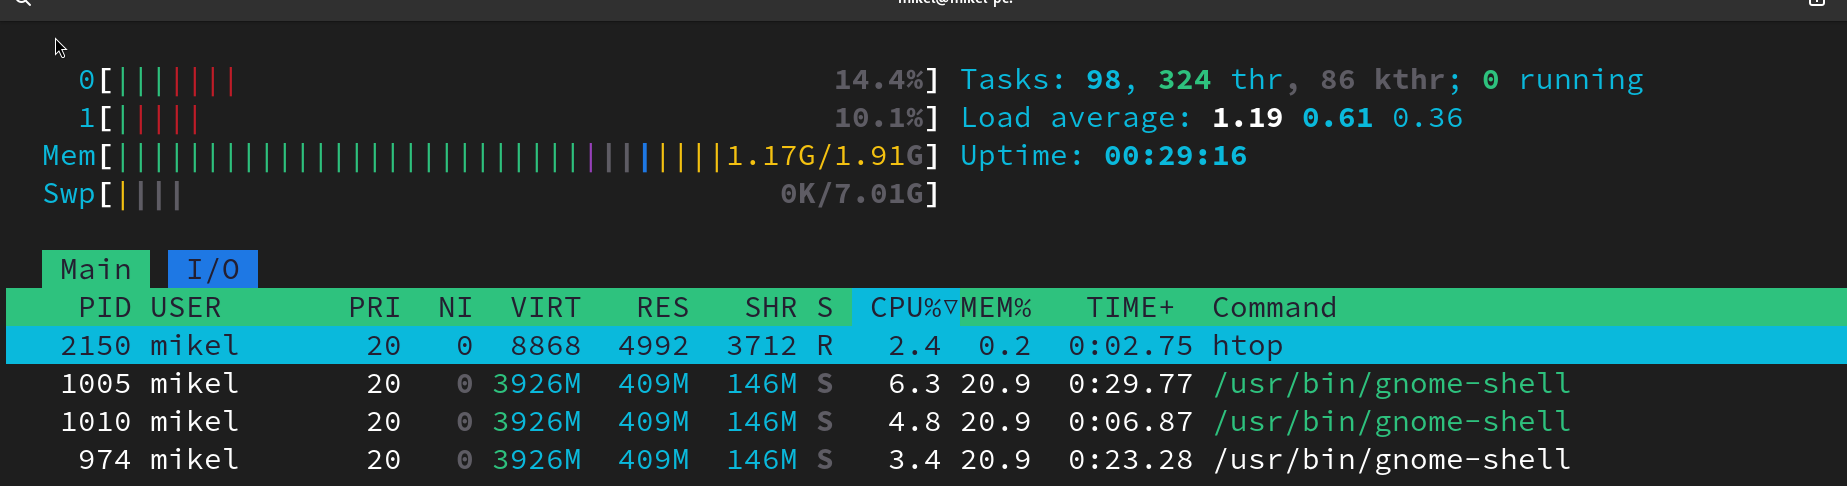 mikel@mikel-pc:
0[||||||| 14.4%] Tasks: 98, 324 thr, 86 kthr; 0 running
1[||||| 10.1%] Load average: 1.19 0.61 0.36
Mem[||||||||||||||||||||||||||||||||||1.17G/1.91G] Uptime: 00:29:16
Swp[|||| 0K/7.01G]
Main I/O
PID USER PRI NI VIRT RES SHR S CPU%▽MEM% TIME+ Command
2150 mikel 20 0 8868 4992 3712 R 2.4 0.2 0:02.75 htop
1005 mikel 20 0 3926M 409M 146M S 6.3 20.9 0:29.77 /usr/bin/gnome-shell
1010 mikel 20 0 3926M 409M 146M S 4.8 20.9 0:06.87 /usr/bin/gnome-shell
974 mikel 20 0 3926M 409M 146M S 3.4 20.9 0:23.28 /usr/bin/gnome-shell